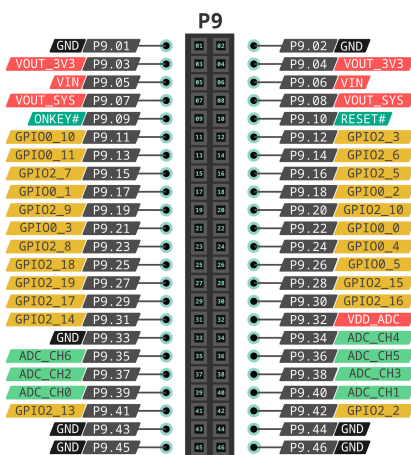 P9
GND P9.01 01 02 P9.02 GND
VOUT_3V3 P9.03 03 04 P9.04 VOUT_3V3
VIN P9.05 05 06 P9.06 VIN
VOUT_SYS P9.07 07 08 P9.08 VOUT_SYS
ONKEY# P9.09 09 10 P9.10 RESET#
GPIO0_10 P9.11 11 12 P9.12 GPIO2_3
GPIO0_11 P9.13 13 14 P9.14 GPIO2_6
GPIO2_7 P9.15 15 16 P9.16 GPIO2_5
GPIO0_1 P9.17 17 18 P9.18 GPIO0_2
GPIO2_9 P9.19 19 20 P9.20 GPIO2_10
GPIO0_3 P9.21 21 22 P9.22 GPIO0_0
GPIO2_8 P9.23 23 24 P9.24 GPIO0_4
GPIO2_18 P9.25 25 26 P9.26 GPIO0_5
GPIO2_19 P9.27 27 28 P9.28 GPIO2_15
GPIO2_17 P9.29 29 30 P9.30 GPIO2_16
GPIO2_14 P9.31 31 32 P9.32 VDD_ADC
GND P9.33 33 34 P9.34 ADC_CH4
ADC_CH6 P9.35 35 36 P9.36 ADC_CH5
ADC_CH2 P9.37 37 38 P9.38 ADC_CH3
ADC_CH0 P9.39 39 40 P9.40 ADC_CH1
GPIO2_13 P9.41 41 42 P9.42 GPIO2_2
GND P9.43 43 44 P9.44 GND
GND P9.45 45 46 P9.46 GND